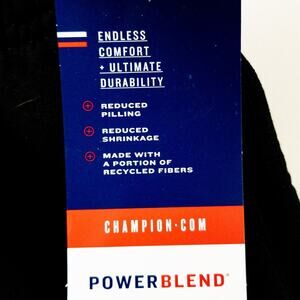 ENDLESS
COMFORT
+ ULTIMATE
DURABILITY
REDUCED
PILLING
REDUCED
SHRINKAGE
MADE WITH
A PORTION OF
RECYCLED FIBERS
CHAMPION.COM
POWERBLEND®